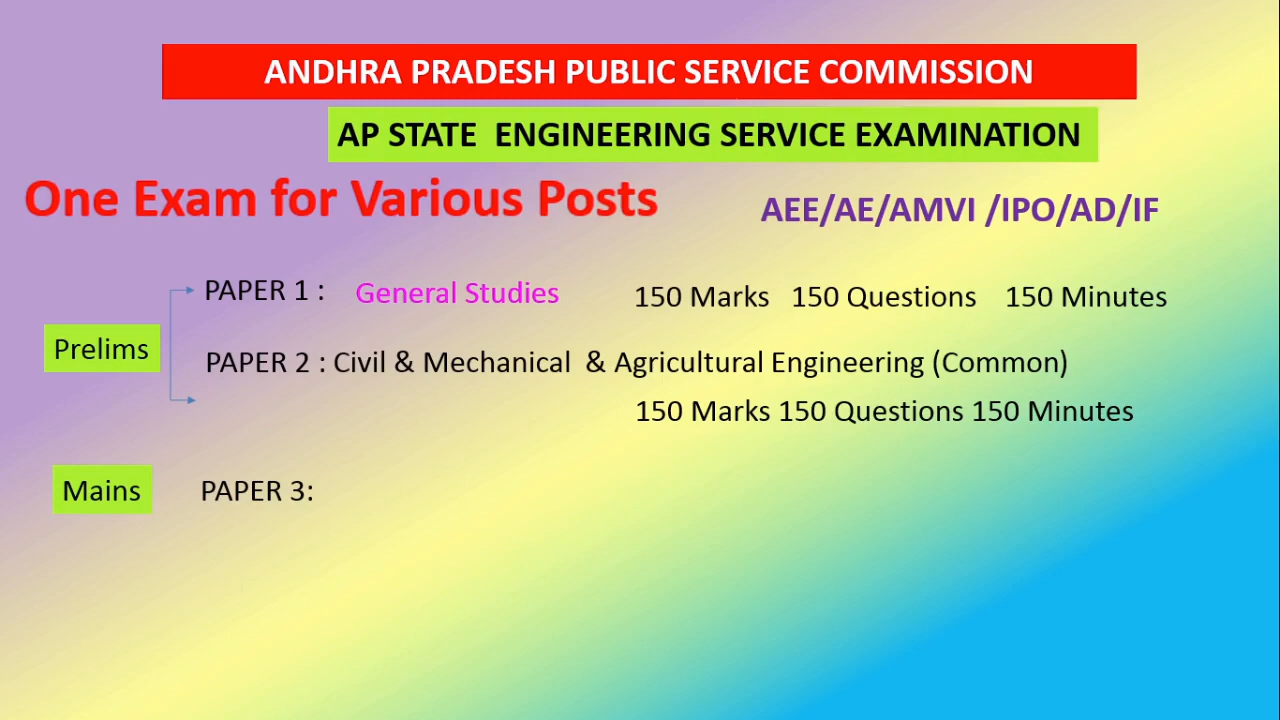 ANDHRA PRADESH PUBLIC SERVICE COMMISSION
AP STATE ENGINEERING SERVICE EXAMINATION
One Exam for Various Posts AEE/AE/AMVI /IPO/AD/IF
PAPER 1 : General Studies 150 Marks 150 Questions 150 Minutes
Prelims
PAPER 2 : Civil & Mechanical & Agricultural Engineering (Common)
150 Marks 150 Questions 150 Minutes
Mains PAPER 3: